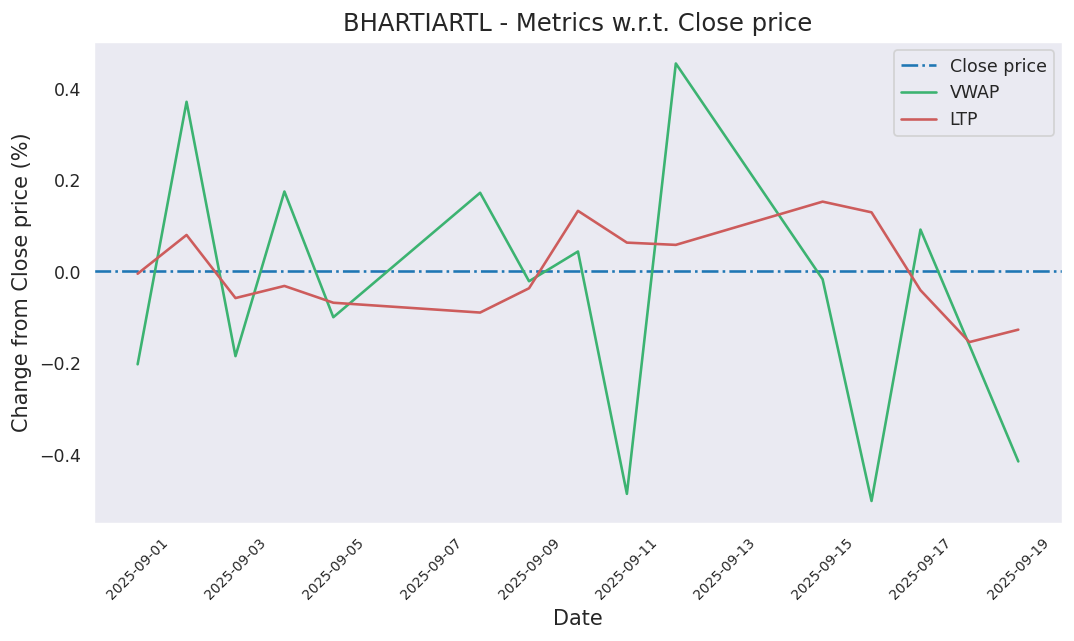 BHARTIARTL - Metrics w.r.t. Close price
Close price
VWAP
LTP
Change from Close price (%)
0.4
0.2
0.0
−0.2
−0.4
2025-09-01
2025-09-03
2025-09-05
2025-09-07
2025-09-09
2025-09-11
2025-09-13
2025-09-15
2025-09-17
2025-09-19
Date